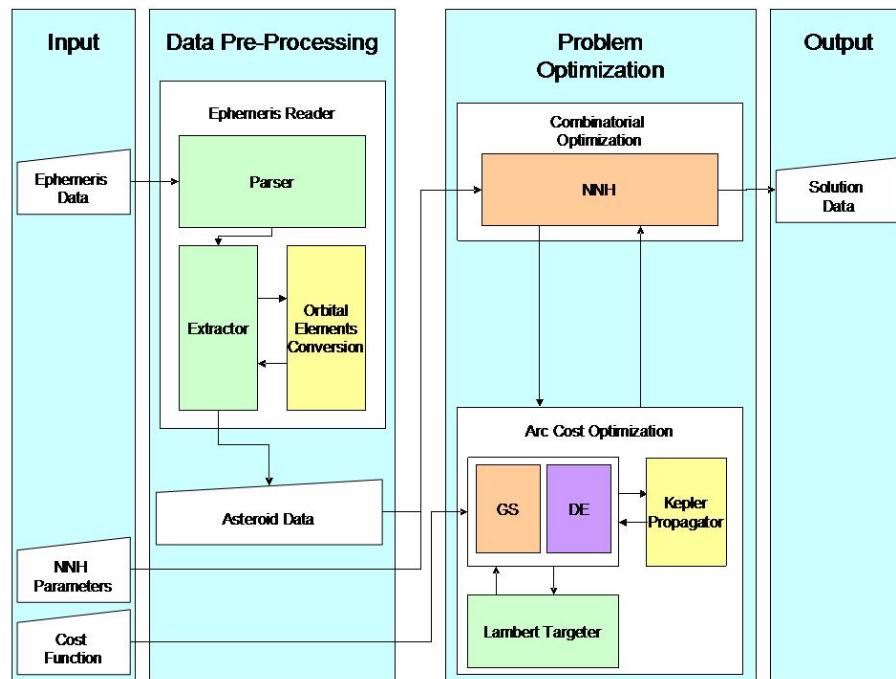 Input
Data Pre-Processing
Problem
Optimization
Output
Ephemeris Reader
Parser
Ephemeris
Data
Extractor
Orbital
Elements
Conversion
Asteroid Data
NNH
Parameters
Cost
Function
Combinatorial
Optimization
NNH
Arc Cost Optimization
GS
DE
Kepler
Propagator
Lambert Targeter
Solution
Data